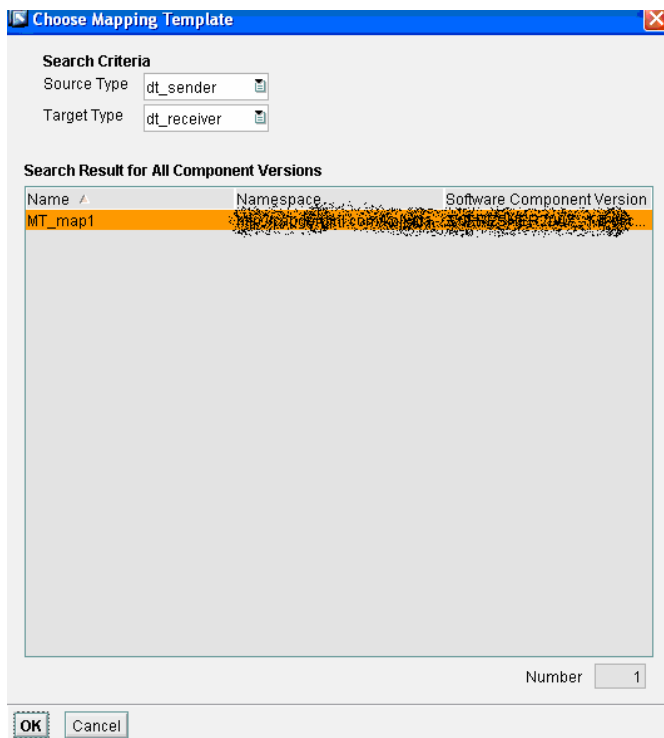 Choose Mapping Template
Search Criteria
Source Type dt_sender
Target Type dt_receiver
Search Result for All Component Versions
Name Namespace Software Component Version
MT_map1
Number 1
OK Cancel